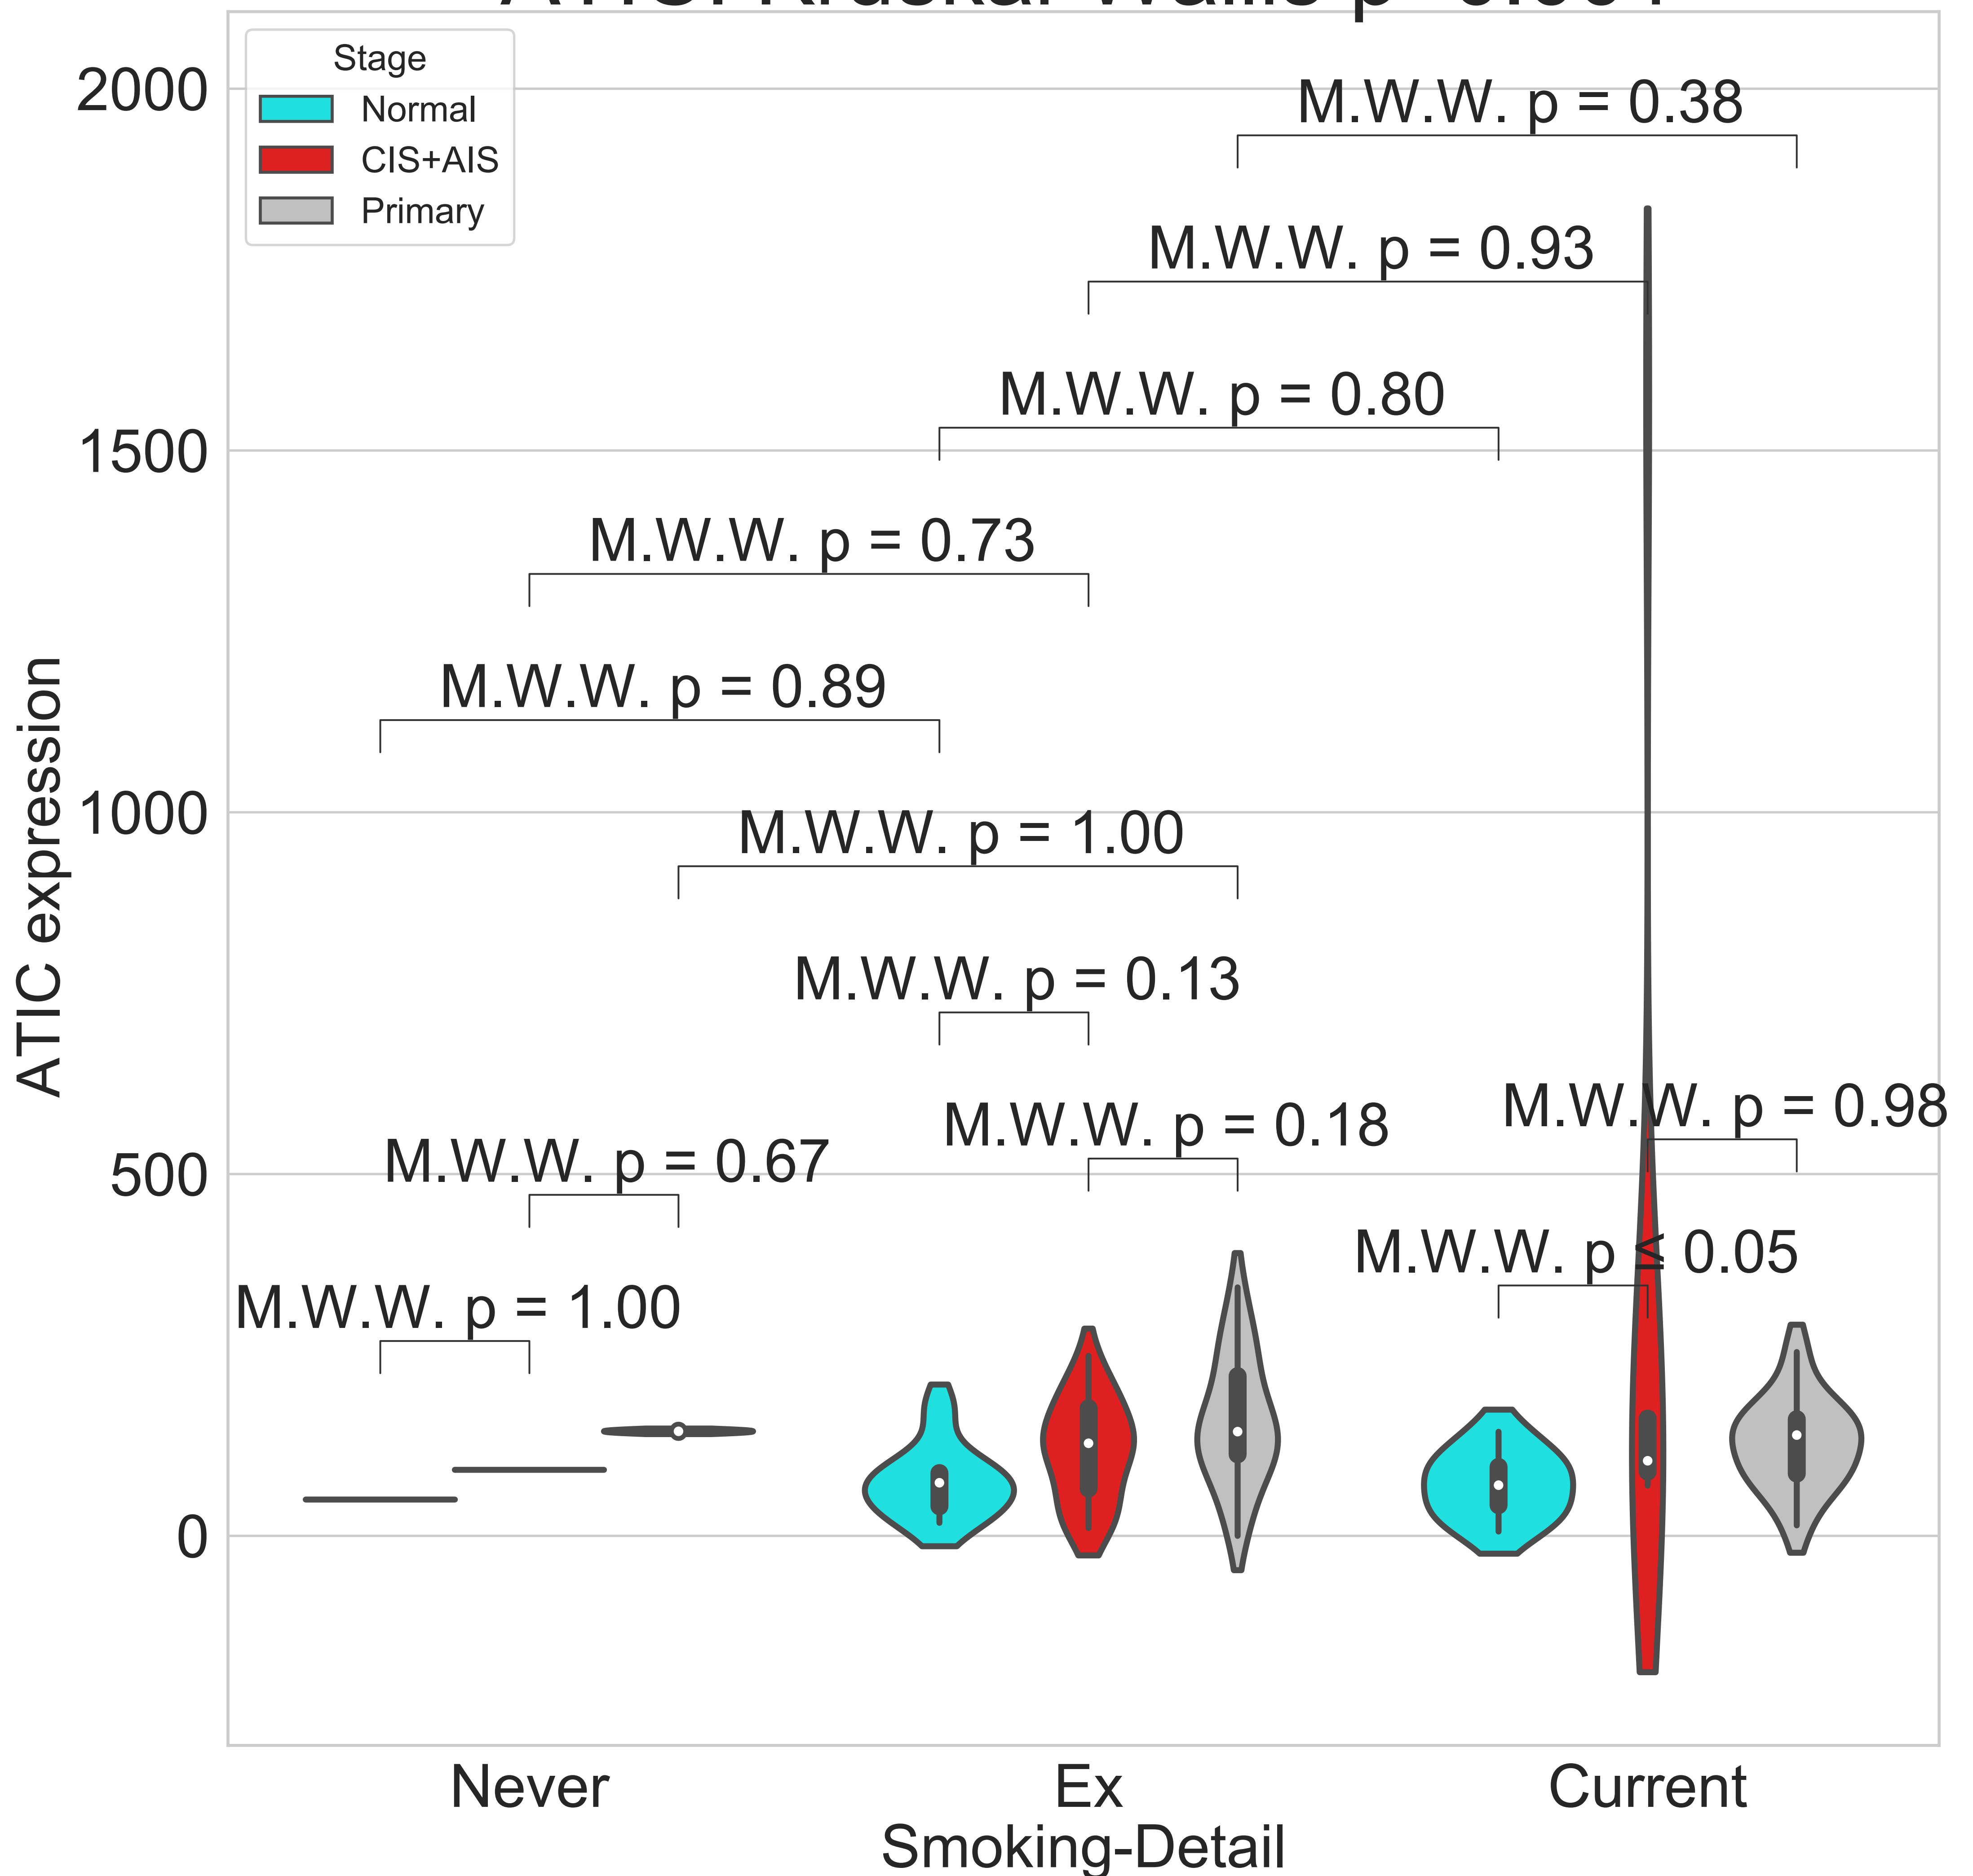 Stage
Normal
CIS+AIS
Primary
2000
1500
1000
500
0
ATIC expression
M.W.W. p = 0.38
M.W.W. p = 0.93
M.W.W. p = 0.80
M.W.W. p = 0.73
M.W.W. p = 0.89
M.W.W. p = 1.00
M.W.W. p = 0.13
M.W.W. p = 0.98
M.W.W. p = 0.18
M.W.W. p = 0.67
M.W.W. p ≤ 0.05
M.W.W. p = 1.00
Never
Ex
Current
Smoking-Detail